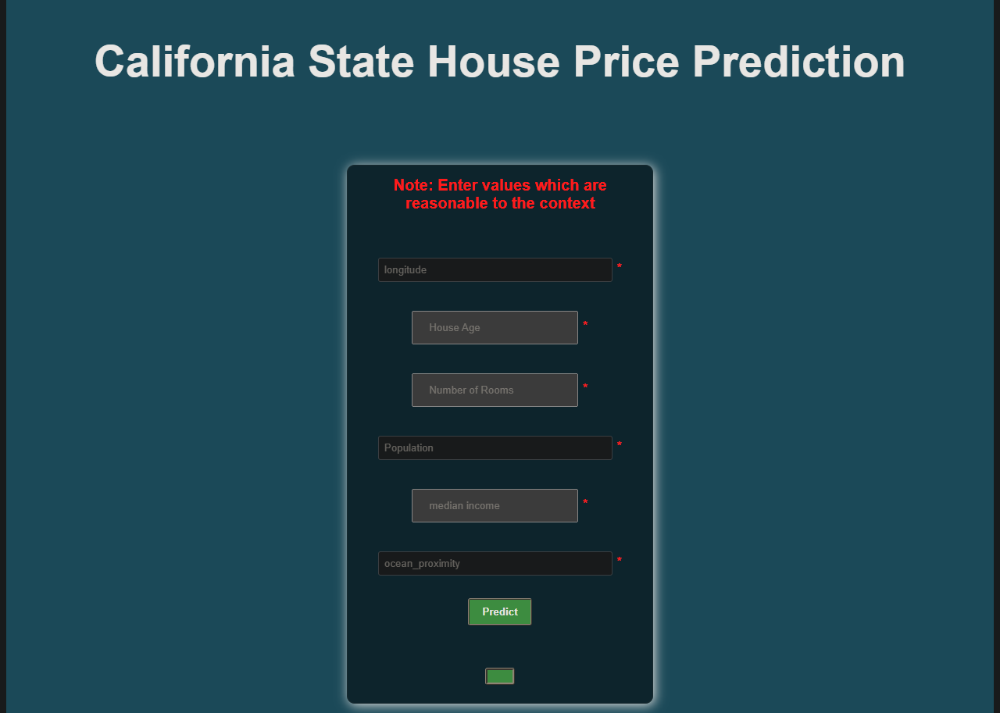 California State House Price Prediction
Note: Enter values which are
reasonable to the context
longitude *
House Age *
Number of Rooms *
Population *
median income *
ocean_proximity *
Predict